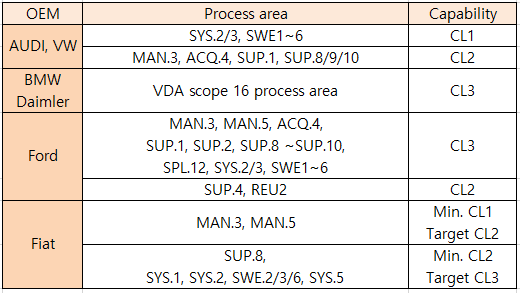 OEM Process area Capability
AUDI, VW
SYS.2/3, SWE1~6 CL1
MAN.3, ACQ.4, SUP.1, SUP.8/9/10 CL2
BMW
Daimler
VDA scope 16 process area CL3
Ford
MAN.3, MAN.5, ACQ.4,
SUP.1, SUP.2, SUP.8 ~SUP.10,
SPL.12, SYS.2/3, SWE1~6
CL3
SUP.4, REU2 CL2
Fiat
MAN.3, MAN.5
Min. CL1
Target CL2
SUP.8,
SYS.1, SYS.2, SWE.2/3/6, SYS.5
Min. CL2
Target CL3